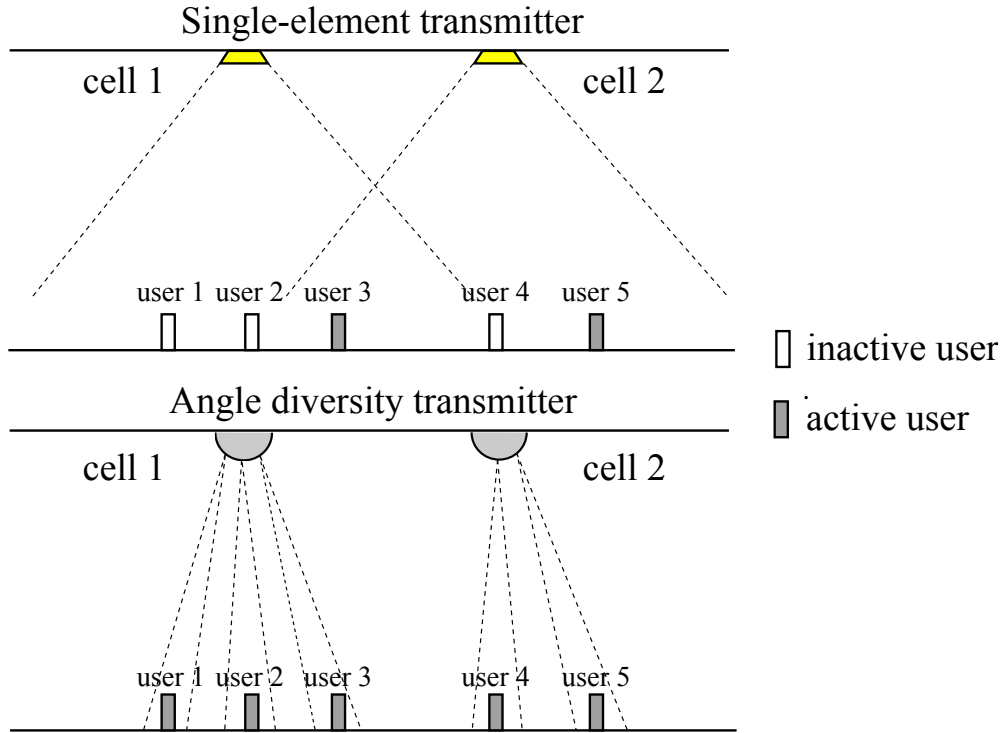 Single-element transmitter
cell 1
cell 2
user 1 user 2 user 3 user 4 user 5
inactive user
Angle diversity transmitter
active user
cell 1
cell 2
user 1 user 2 user 3 user 4 user 5